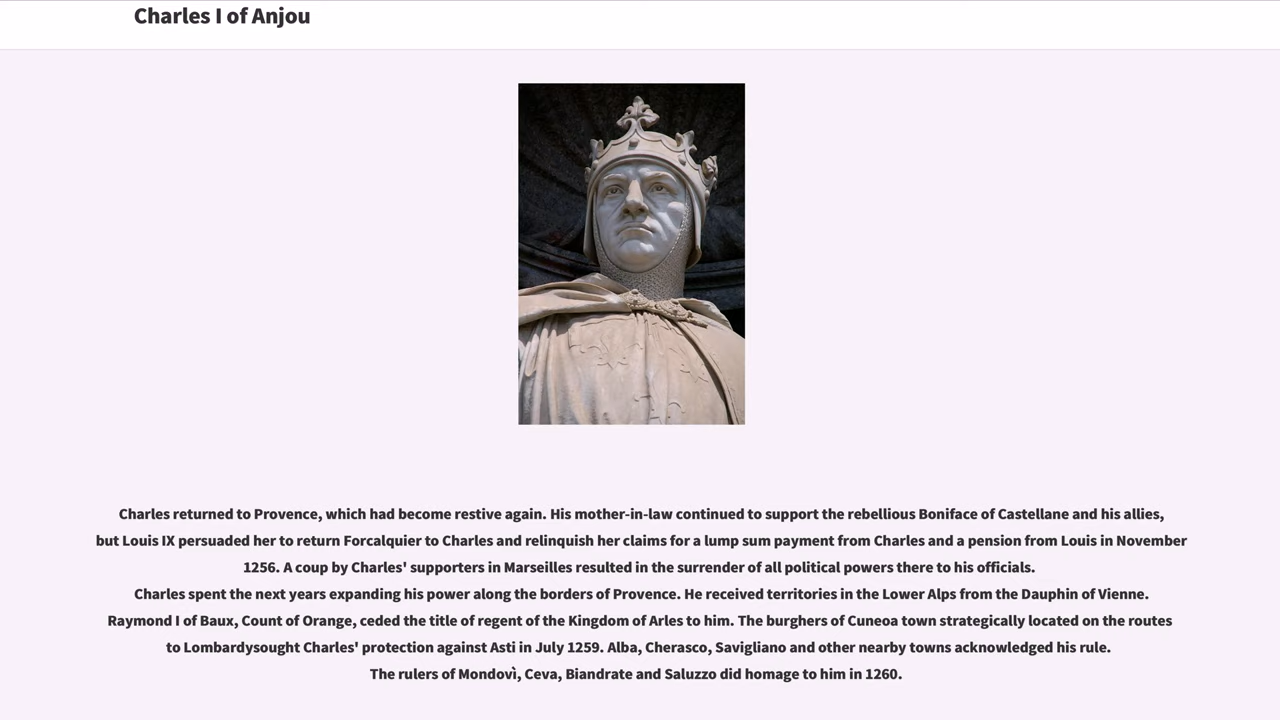 Charles I of Anjou
Charles returned to Provence, which had become restive again. His mother-in-law continued to support the rebellious Boniface of Castellane and his allies,
but Louis IX persuaded her to return Forcalquier to Charles and relinquish her claims for a lump sum payment from Charles and a pension from Louis in November
1256. A coup by Charles' supporters in Marseilles resulted in the surrender of all political powers there to his officials.
Charles spent the next years expanding his power along the borders of Provence. He received territories in the Lower Alps from the Dauphin of Vienne.
Raymond I of Baux, Count of Orange, ceded the title of regent of the Kingdom of Arles to him. The burghers of Cuneoa town strategically located on the routes
to Lombardysought Charles' protection against Asti in July 1259. Alba, Cherasco, Savigliano and other nearby towns acknowledged his rule.
The rulers of Mondovì, Ceva, Biandrate and Saluzzo did homage to him in 1260.